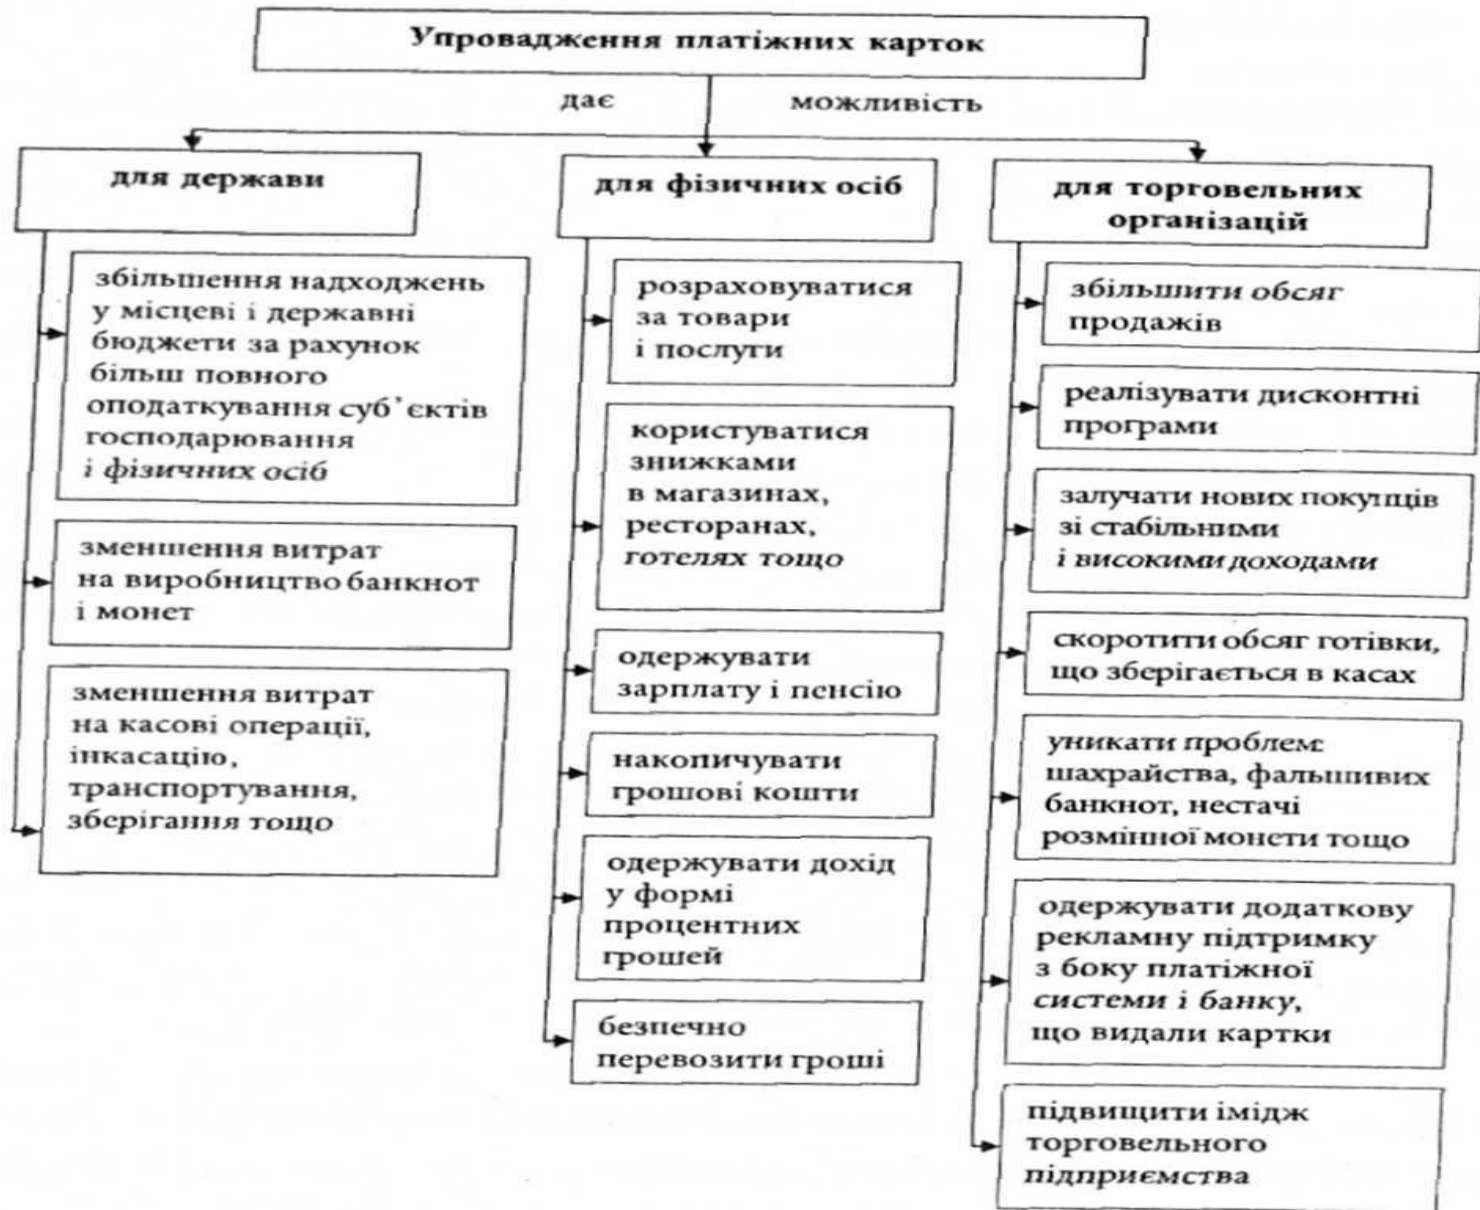 Упровадження платіжних карток
дає можливість
для держави
збільшення надходжень
у місцеві і державні
бюджети за рахунок
більш повного
оподаткування суб’єктів
господарювання
і фізичних осіб
зменшення витрат
на виробництво банкнот
і монет
зменшення витрат
на касові операції,
інкасацію,
транспортування,
зберігання тощо
для фізичних осіб
розраховуватися
за товари
і послуги
користуватися
знижками
в магазинах,
ресторанах,
готелях тощо
одержувати
зарплату і пенсію
накопичувати
грошові кошти
одержувати дохід
у формі
процентних
грошей
безпечно
перевозити гроші
для торговельних
організацій
збільшити обсяг
продажів
реалізувати дисконтні
програми
залучати нових покупців
зі стабільними
і високими доходами
скоротити обсяг готівки,
що зберігається в касах
уникати проблем:
шахрайства, фальшивих
банкнот, нестачі
розмінної монети тощо
одержувати додаткову
рекламну підтримку
з боку платіжної
системи і банку,
що видали картки
підвищити імідж
торговельного
підприємства